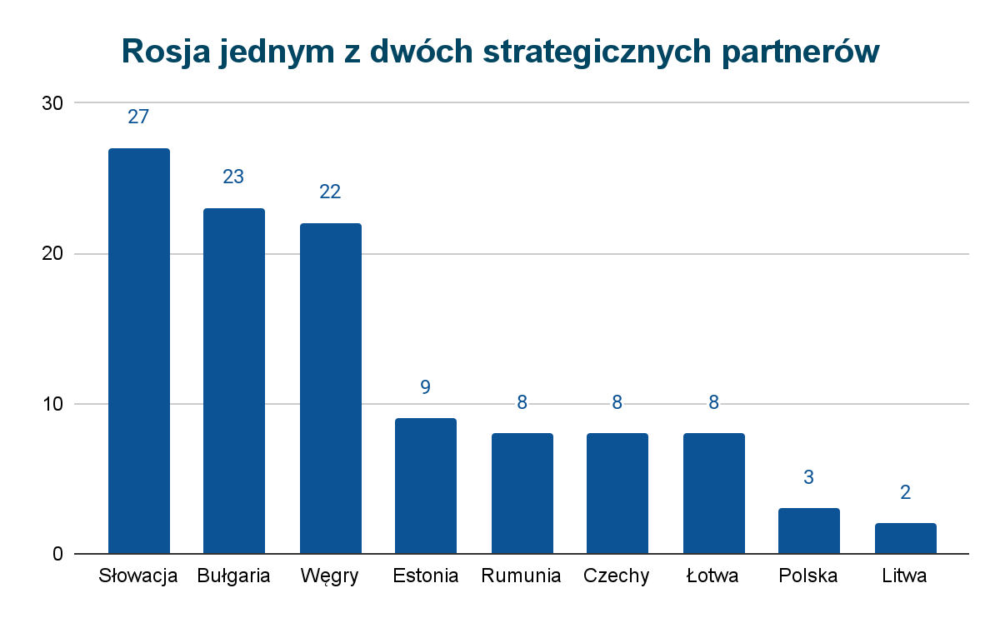 Rosja jednym z dwóch strategicznych partnerów
30
20
10
0
27
23
22
9
8
8
8
3
2
Słowacja
Bułgaria
Węgry
Estonia
Rumunia
Czechy
Łotwa
Polska
Litwa